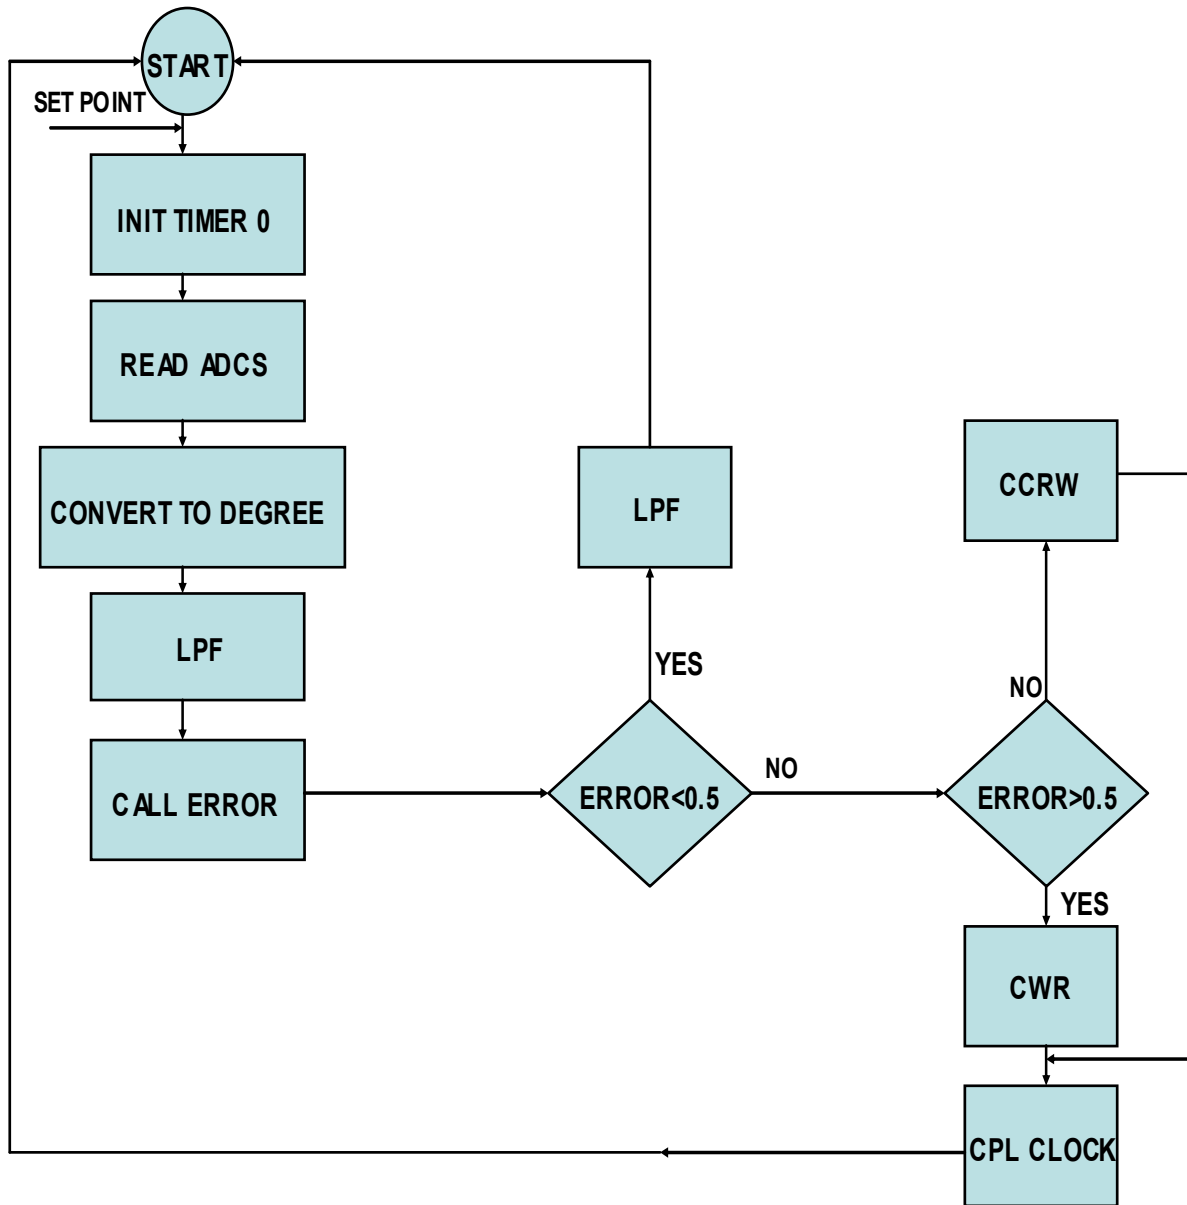 START
SET POINT
INIT TIMER 0
READ ADCS
CONVERT TO DEGREE
LPF
CALL ERROR
LPF
YES
ERROR<0.5
NO
CCRW
NO
ERROR>0.5
YES
CWR
CPL CLOCK